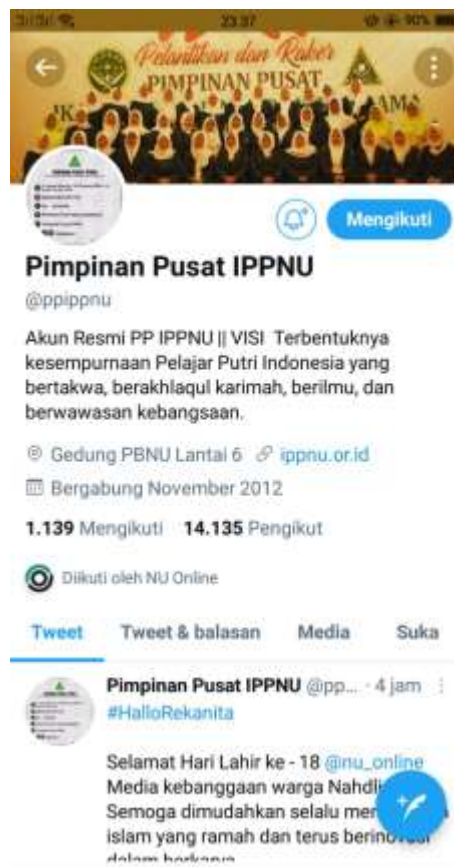 23.37
90%
Pelantikan dan Raker
PIMPINAN PUSAT
Mengikuti
Pimpinan Pusat IPPNU
@ppippnu
Akun Resmi PP IPPNU || VISI Terbentuknya
kesempurnaan Pelajar Putri Indonesia yang
bertakwa, berakhlaqul karimah, berilmu, dan
berwawasan kebangsaan.
Gedung PBNU Lantai 6 ippnu.or.id
Bergabung November 2012
1.139 Mengikuti 14.135 Pengikut
Diikuti oleh NU Online
Tweet Tweet & balasan Media Suka
Pimpinan Pusat IPPNU @pp... · 4 jam
#HalloRekanita
Selamat Hari Lahir ke - 18 @nu_online
Media kebanggaan warga
Semoga dimudahkan selalu
islam yang ramah dan terus
dalam berkarya